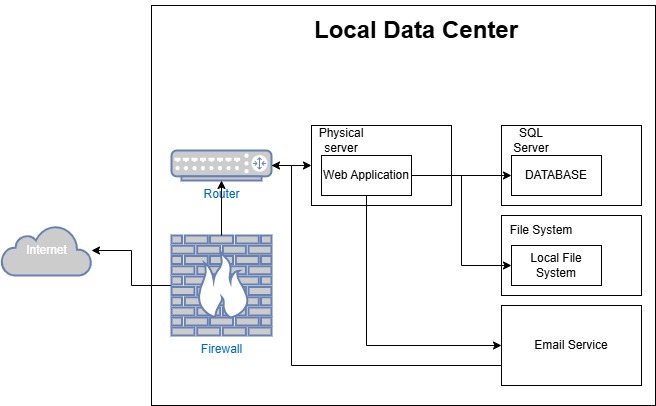 Local Data Center
Physical
server
Web Application
SQL
Server
DATABASE
Router
File System
Local File
System
Internet
Email Service
Firewall